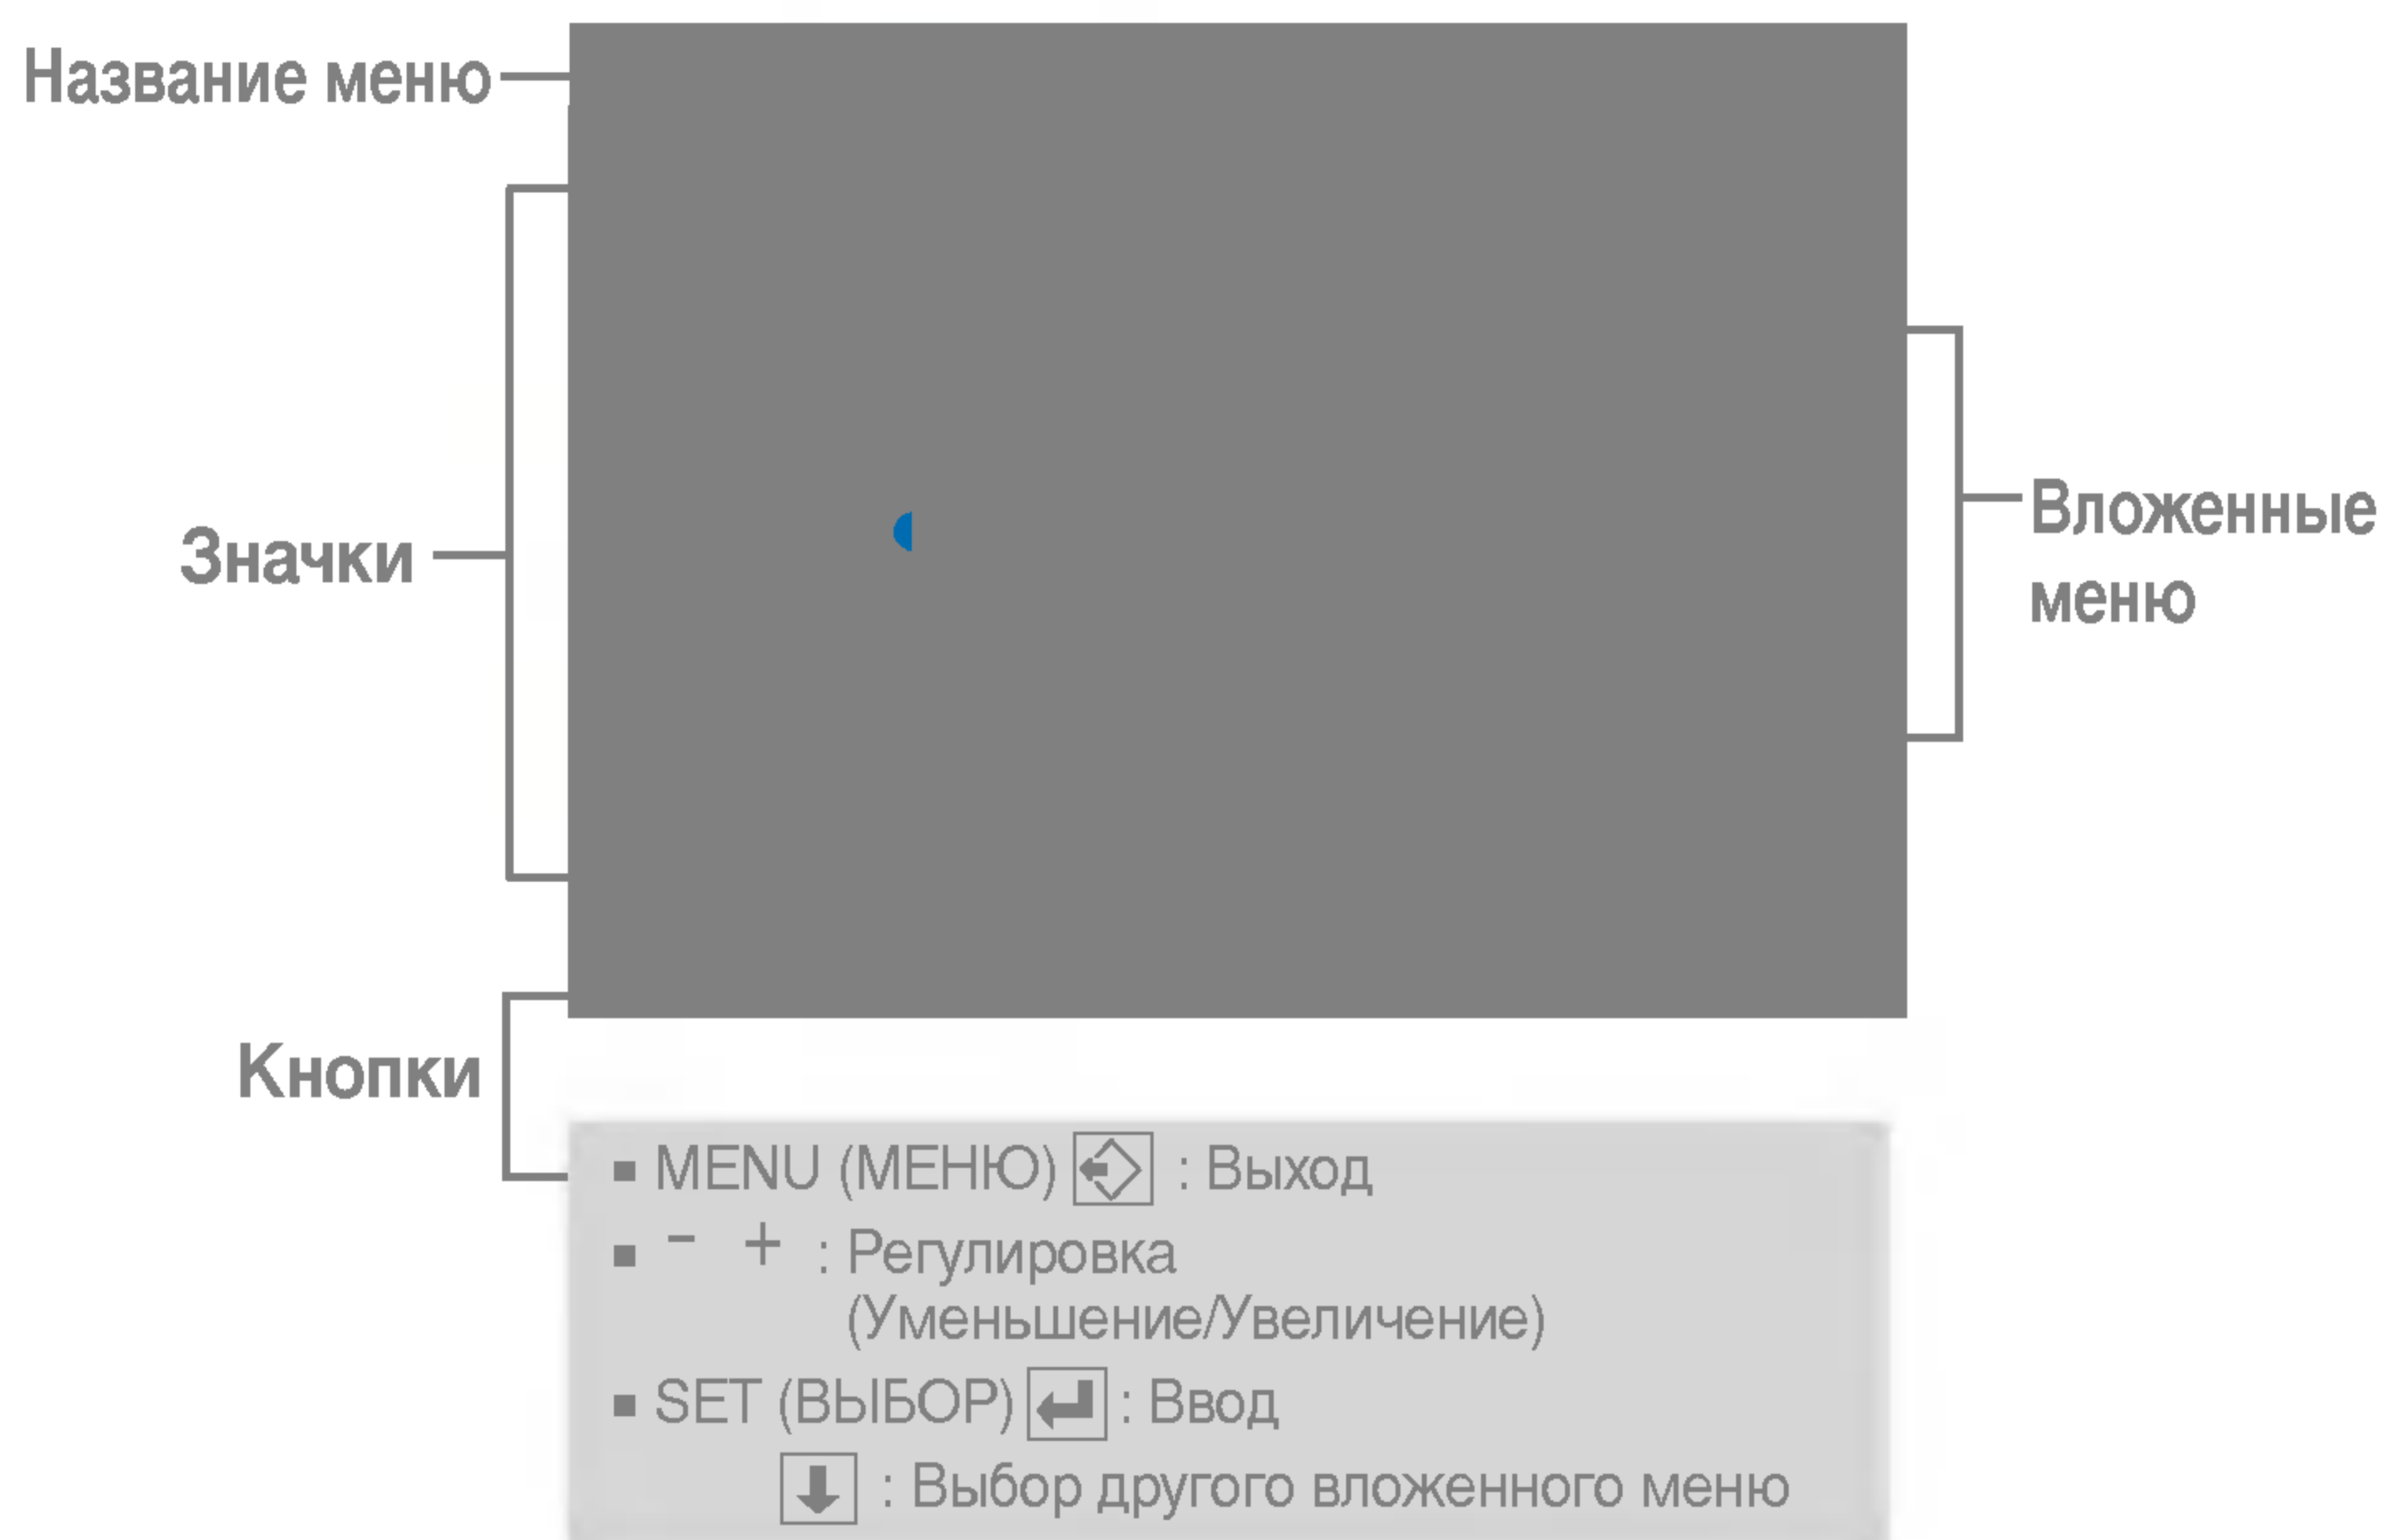 Название меню
Значки
Вложенные
меню
Кнопки
■ MENU (МЕНЮ) : Выход
■ - + : Регулировка
(Уменьшение/Увеличение)
■ SET (ВЫБОР) : Ввод
: Выбор другого вложенного меню